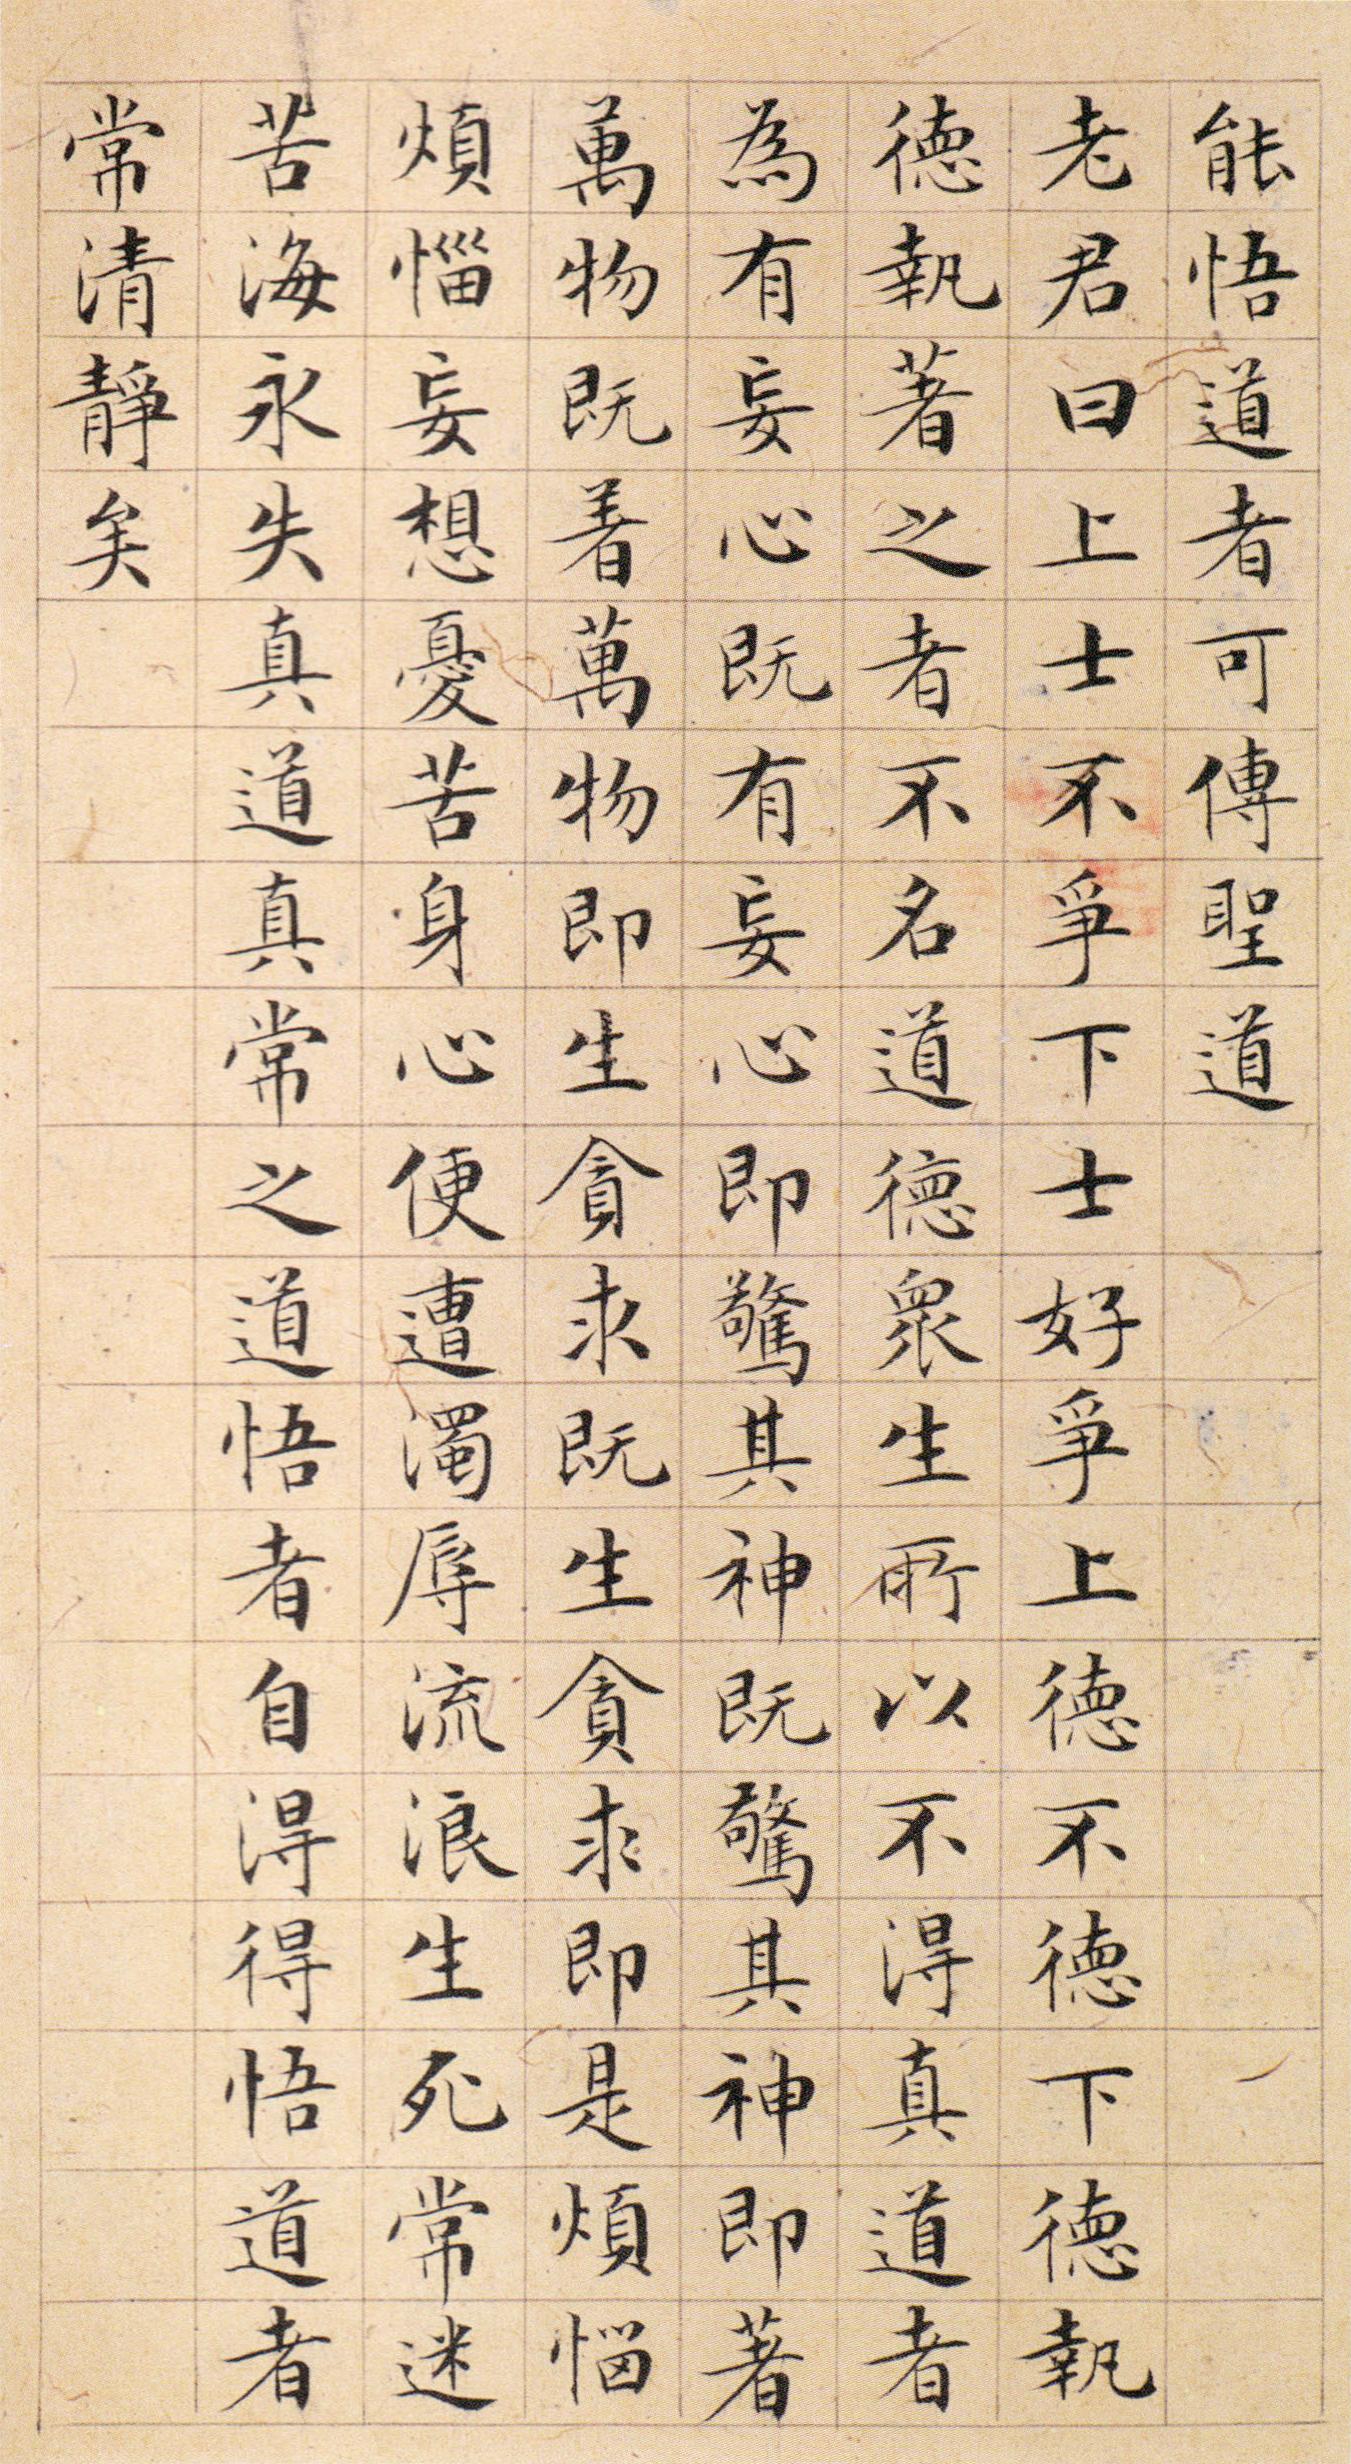 能悟道者可傳聖道
老君曰上士不爭下士好爭上德不德下德執
德執著之者不名道德眾生所以不得真道者
為有妄心既有妄心即驚其神既驚其神即著
萬物既着萬物即生貪求既生貪求即是煩惱
煩惱妄想憂苦身心便遭濁辱流浪生死常迷
苦海永失真道真常之道悟者自得得悟道者
常清靜矣